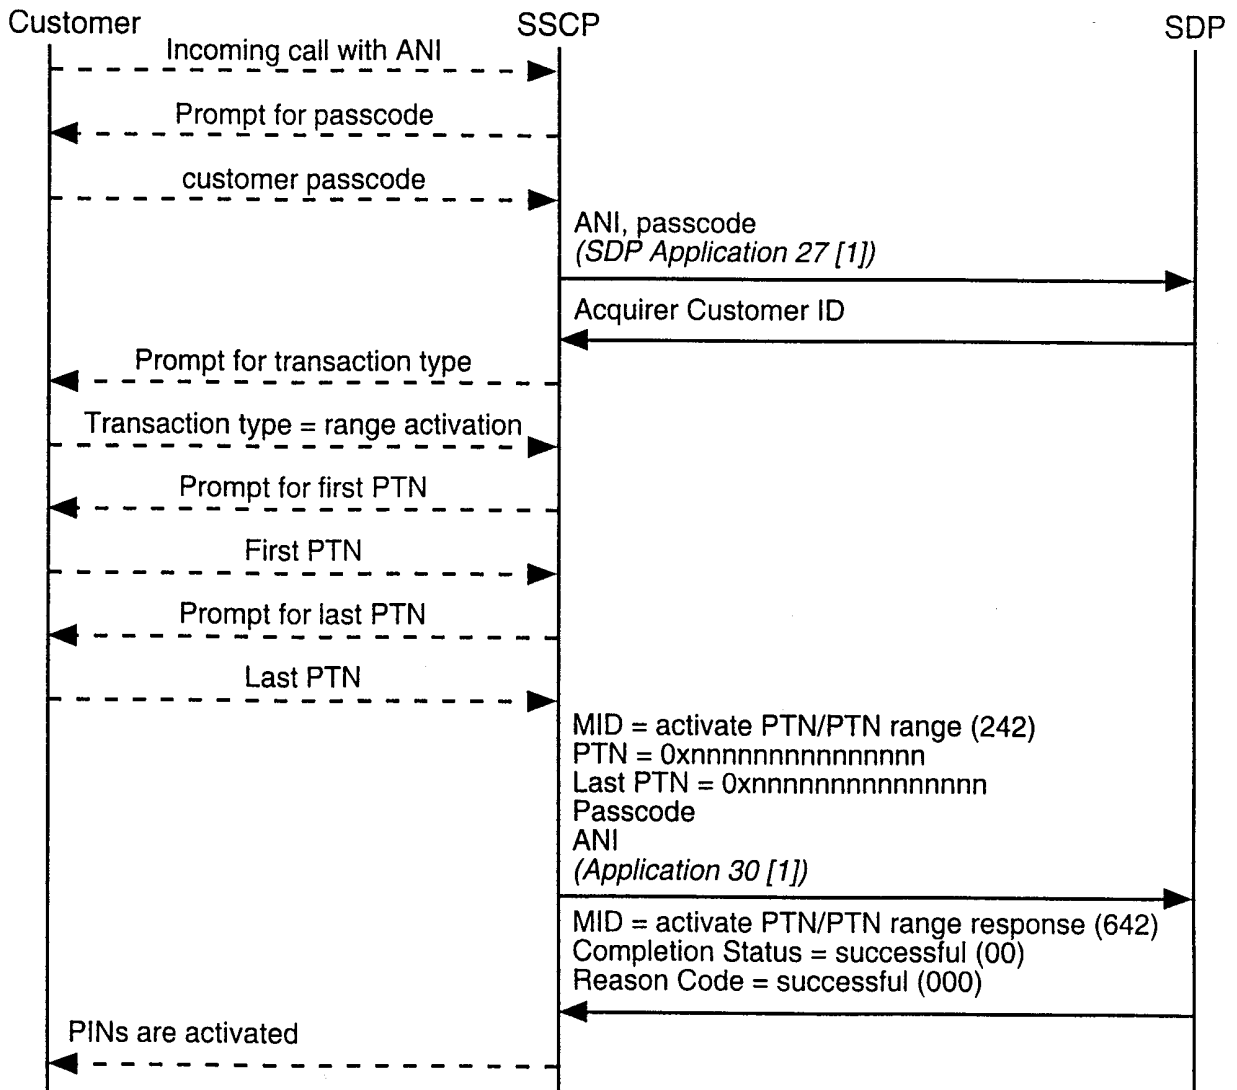 Customer
SSCP
SDP
Incoming call with ANI
Prompt for passcode
customer passcode
ANI, passcode
(SDP Application 27 [1])
Acquirer Customer ID
Prompt for transaction type
Transaction type = range activation
Prompt for first PTN
First PTN
Prompt for last PTN
Last PTN
MID = activate PTN/PTN range (242)
PTN = 0xnnnnnnnnnnnnnnnn
Last PTN = 0xnnnnnnnnnnnnnnnn
Passcode
ANI
(Application 30 [1])
MID = activate PTN/PTN range response (642)
Completion Status = successful (00)
Reason Code = successful (000)
PINs are activated